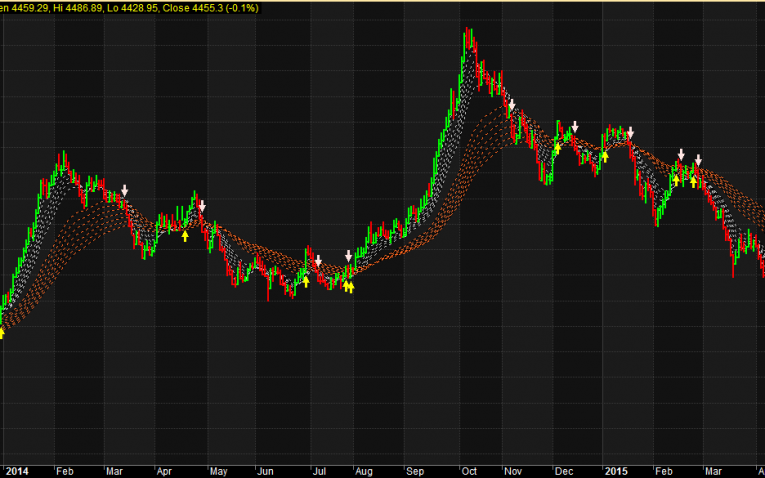 en 4459.29, Hi 4486.89, Lo 4428.95, Close 4455.3 (-0.1%)
2014 Feb Mar Apr May Jun Jul Aug Sep Oct Nov Dec 2015 Feb Mar A